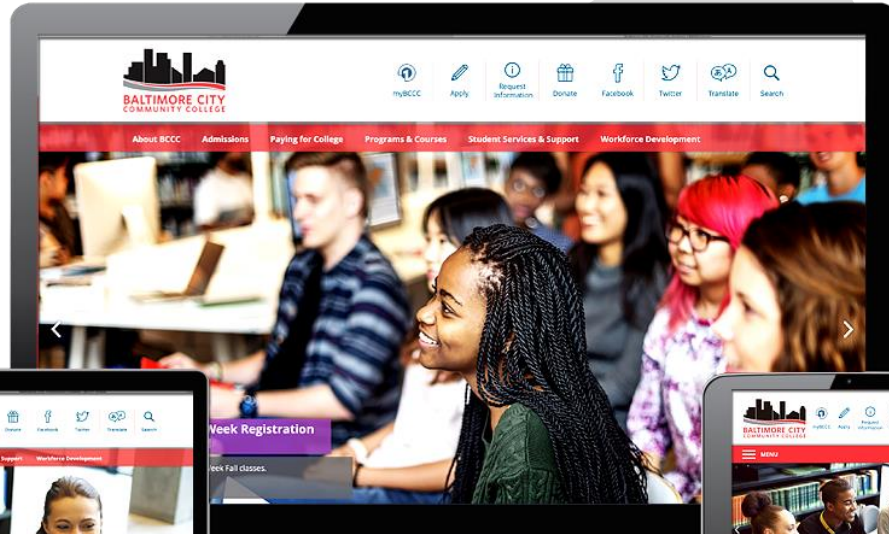 BALTIMORE CITY
COMMUNITY COLLEGE
myBCCC
Apply
Request
Information
Donate
Facebook
Twitter
Translate
Search
About BCCC
Admissions
Paying for College
Programs & Courses
Student Services & Support
Workforce Development
Week Registration
Week Fall classes.
Donate
Facebook
Twitter
Translate
Search
Support
Workforce Development
BALTIMORE CITY
COMMUNITY COLLEGE
myBCCC
Apply
Request
Information
MENU